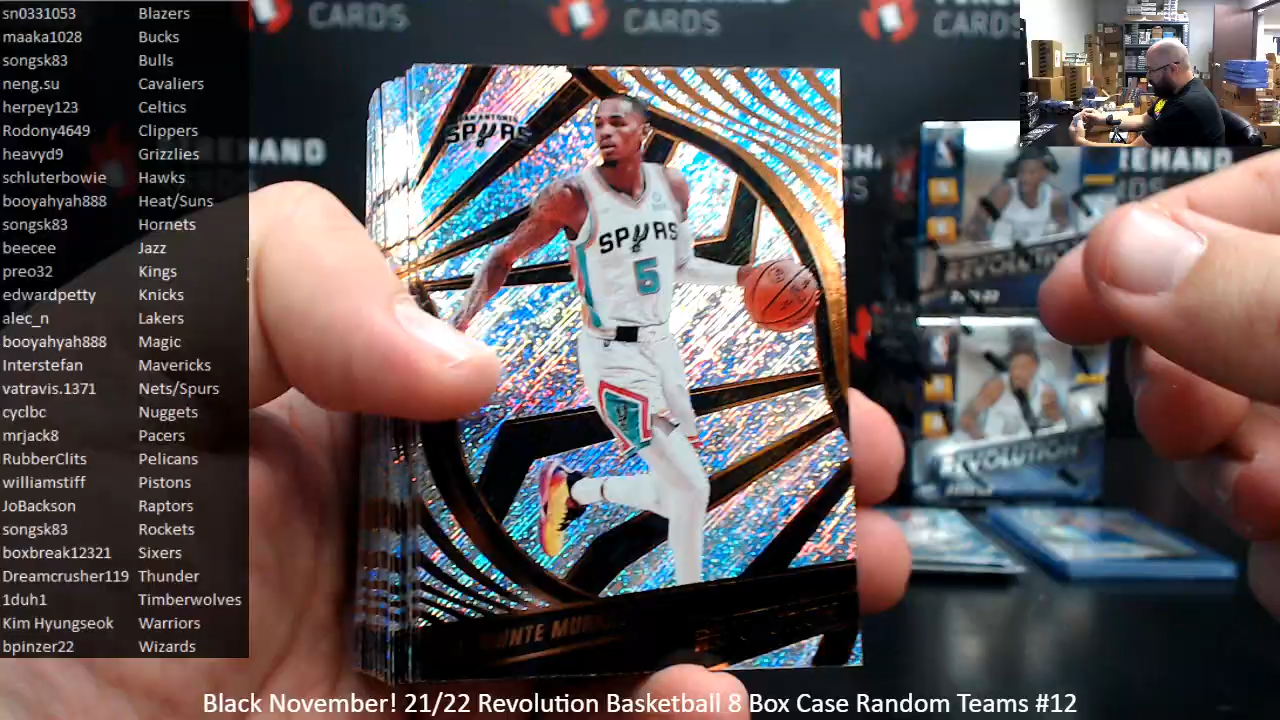 sn0331053 Blazers
maaka1028 Bucks
songsk83 Bulls
neng.su Cavaliers
herpey123 Celtics
Rodony4649 Clippers
heavyd9 Grizzlies
schluterbowie Hawks
booyahyah888 Heat/Suns
songsk83 Hornets
beecee Jazz
preo32 Kings
edwardpetty Knicks
alec_n Lakers
booyahyah888 Magic
Interstefan Mavericks
vatravis.1371 Nets/Spurs
cyclbc Nuggets
mrjack8 Pacers
RubberClits Pelicans
williamstiff Pistons
JoBackson Raptors
songsk83 Rockets
boxbreak12321 Sixers
Dreamcrusher119 Thunder
1duh1 Timberwolves
Kim Hyungseok Warriors
bpinzer22 Wizards
CARDS
CARDS
CARDS
SAN ANTONIO
SPURS
SPURS
5
REHAND
CARDS
Black November! 21/22 Revolution Basketball 8 Box Case Random Teams #12